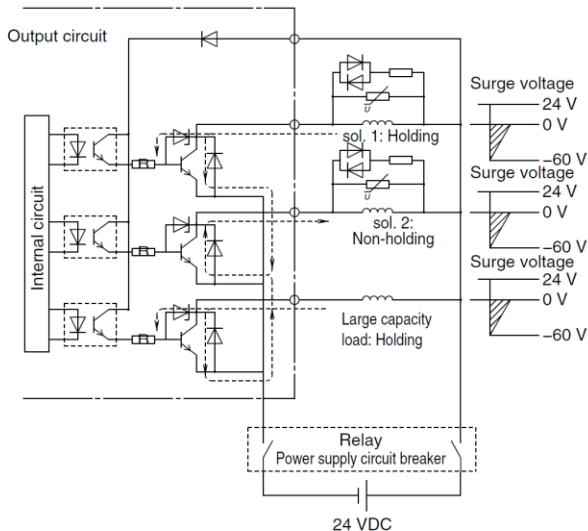 Output circuit
Internal circuit
sol. 1: Holding
U
sol. 2:
Non-holding
U
Large capacity
load: Holding
Surge voltage
24 V
0 V
−60 V
Surge voltage
24 V
0 V
−60 V
Surge voltage
24 V
0 V
−60 V
R
R
R
Relay
Power supply circuit breaker
24 VDC